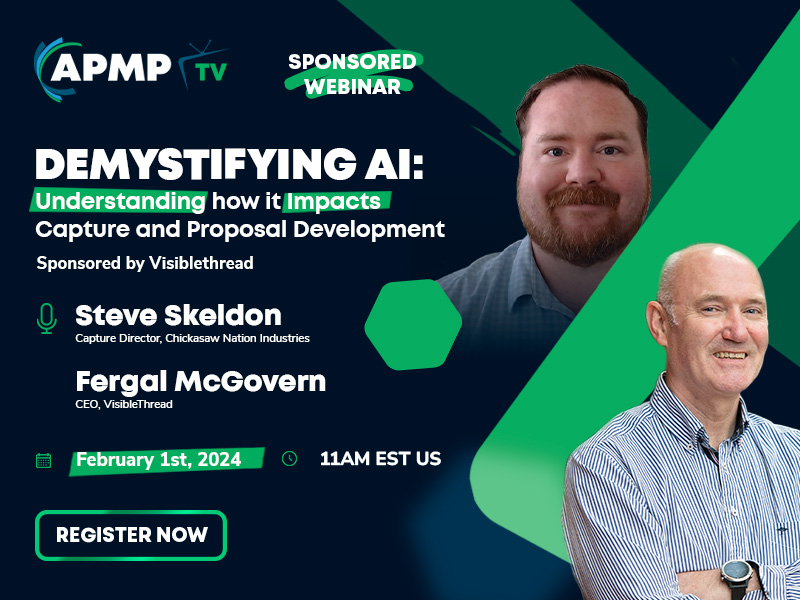 APMP TV
SPONSORED
WEBINAR
DEMYSTIFYING AI:
Understanding how it Impacts
Capture and Proposal Development
Sponsored by Visiblethread
Steve Skeldon
Capture Director, Chickasaw Nation Industries
Fergal McGovern
CEO, VisibleThread
February 1st, 2024
11AM EST US
REGISTER NOW